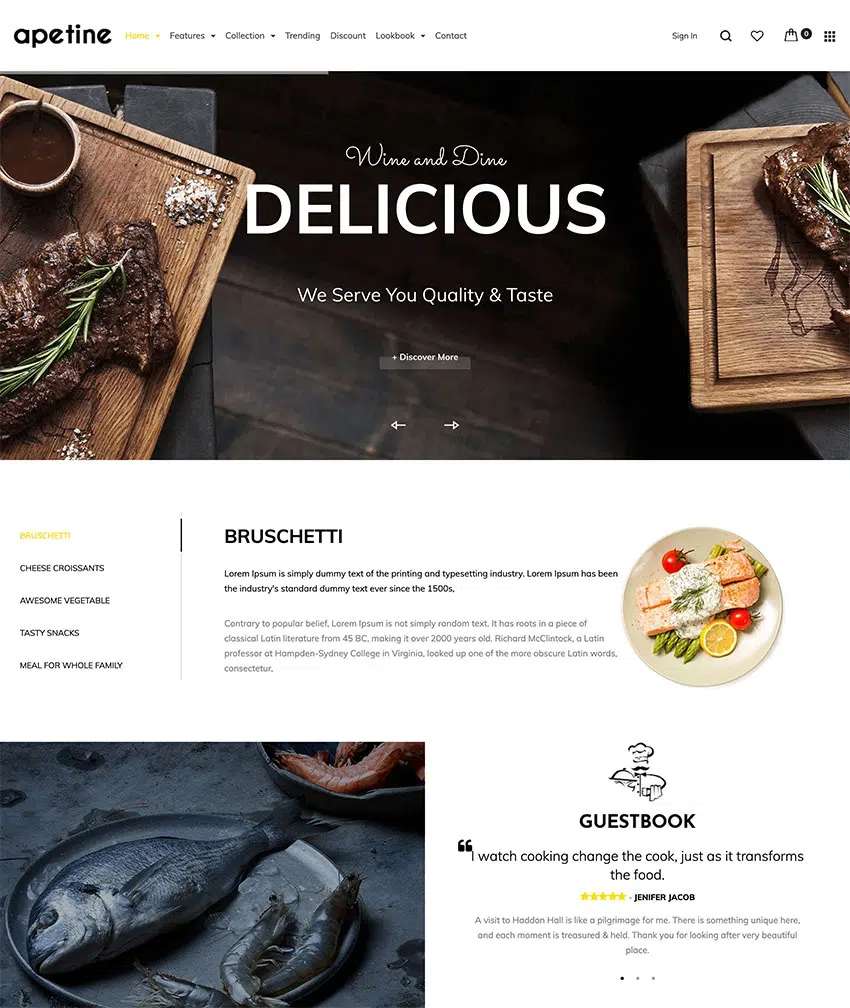 apetine
Home Features Collection Trending Discount Lookbook Contact
Sign In
0
Wine and Dine
DELICIOUS
We Serve You Quality & Taste
+ Discover More
BRUSCHETTI
CHEESE CROISSANTS
AWESOME VEGETABLE
TASTY SNACKS
MEAL FOR WHOLE FAMILY
BRUSCHETTI
Lorem Ipsum is simply dummy text of the printing and typesetting industry. Lorem Ipsum has been
the industry's standard dummy text ever since the 1500s,
Contrary to popular belief, Lorem Ipsum is not simply random text. It has roots in a piece of
classical Latin literature from 45 BC, making it over 2000 years old. Richard McClintock, a Latin
professor at Hampden-Sydney College in Virginia, looked up one of the more obscure Latin words,
consectetur,
GUESTBOOK
❝I watch cooking change the cook, just as it transforms
the food.
★★★★★ - JENIFER JACOB
A visit to Haddon Hall is like a pilgrimage for me. There is something unique here,
and each moment is treasured & held. Thank you for looking after very beautiful
place.